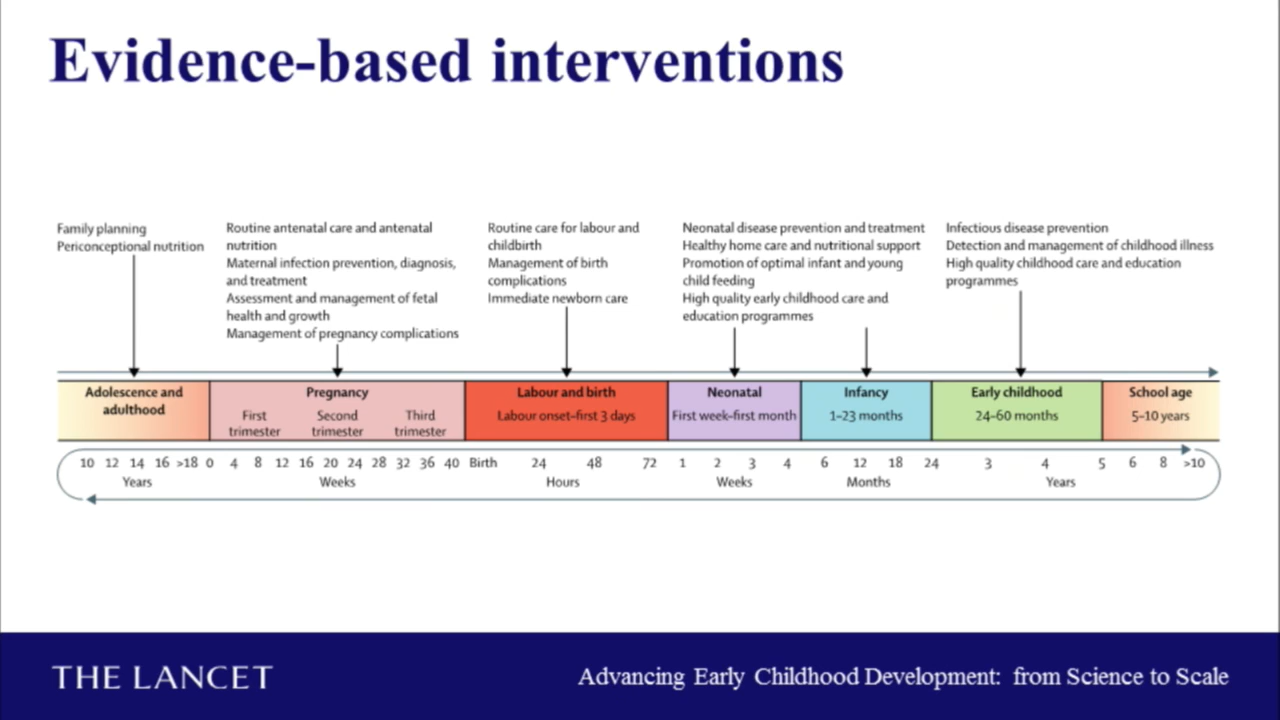 Evidence-based interventions
Family planning
Periconceptional nutrition
Routine antenatal care and antenatal
nutrition
Maternal infection prevention, diagnosis,
and treatment
Assessment and management of fetal
health and growth
Management of pregnancy complications
Routine care for labour and
childbirth
Management of birth
complications
Immediate newborn care
Neonatal disease prevention and treatment
Healthy home care and nutritional support
Promotion of optimal infant and young
child feeding
High quality early childhood care and
education programmes
Infectious disease prevention
Detection and management of childhood illness
High quality childhood care and education
programmes
Adolescence and
adulthood
Pregnancy
First
trimester
Second
trimester
Third
trimester
Labour and birth
Labour onset–first 3 days
Neonatal
First week–first month
Infancy
1–23 months
Early childhood
24–60 months
School age
5–10 years
10 12 14 16 >18 0 4 8 12 16 20 24 28 32 36 40 Birth 24 48 72 1 2 3 4 6 12 18 24 3 4 5 6 8 >10
Years Weeks Hours Weeks Months Years
THE LANCET
Advancing Early Childhood Development: from Science to Scale